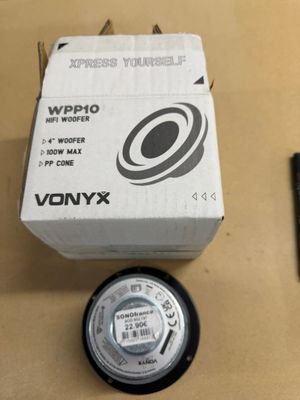 XPRESS YOURSELF
WPP10
HIFI WOOFER
▷ 4" WOOFER
▷ 100W MAX
▷ PP CONE
VONYX
SONOfrance
22.90€